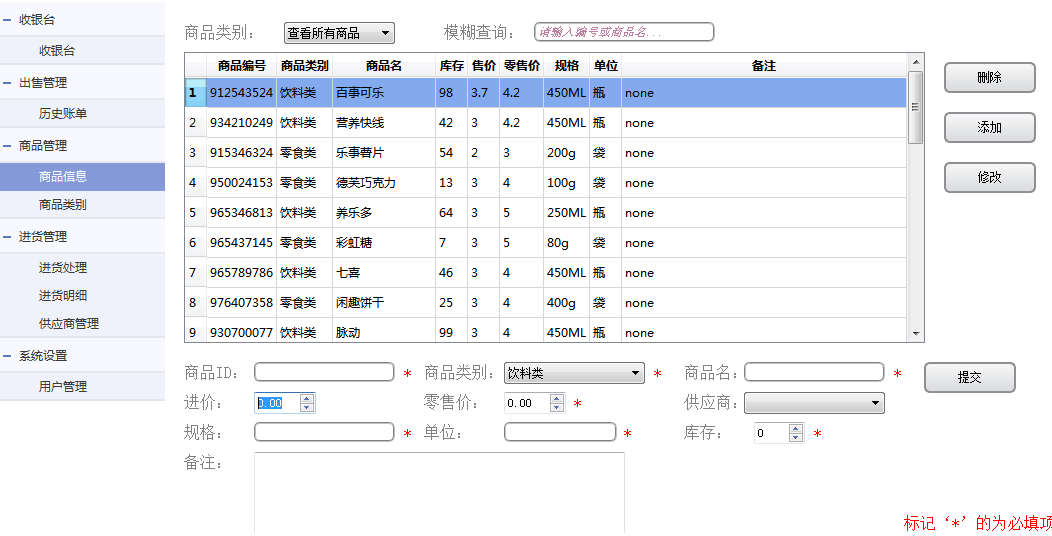 收银台
收银台
出售管理
历史账单
商品管理
商品信息
商品类别
进货管理
进货处理
进货明细
供应商管理
系统设置
用户管理
商品类别： 查看所有商品 模糊查询： 请输入编号或商品名...
商品编号 商品类别 商品名 库存 售价 零售价 规格 单位 备注
1 912543524 饮料类 百事可乐 98 3.7 4.2 450ML 瓶 none
2 934210249 饮料类 营养快线 42 3 4.2 450ML 瓶 none
3 915346324 零食类 乐事薯片 54 2 3 200g 袋 none
4 950024153 零食类 德芙巧克力 13 3 4 100g 袋 none
5 965346813 饮料类 养乐多 64 3 5 250ML 瓶 none
6 965437145 零食类 彩虹糖 7 3 5 80g 袋 none
7 965789786 饮料类 七喜 46 3 4 450ML 瓶 none
8 976407358 零食类 闲趣饼干 25 3 4 400g 袋 none
9 930700077 饮料类 脉动 99 3 4 450ML 瓶 none
删除
添加
修改
商品ID： * 商品类别： 饮料类 * 商品名： * 提交
进价： 0.00 零售价： 0.00 * 供应商：
规格： * 单位： * 库存： 0 *
备注：
标记‘*’的为必填项